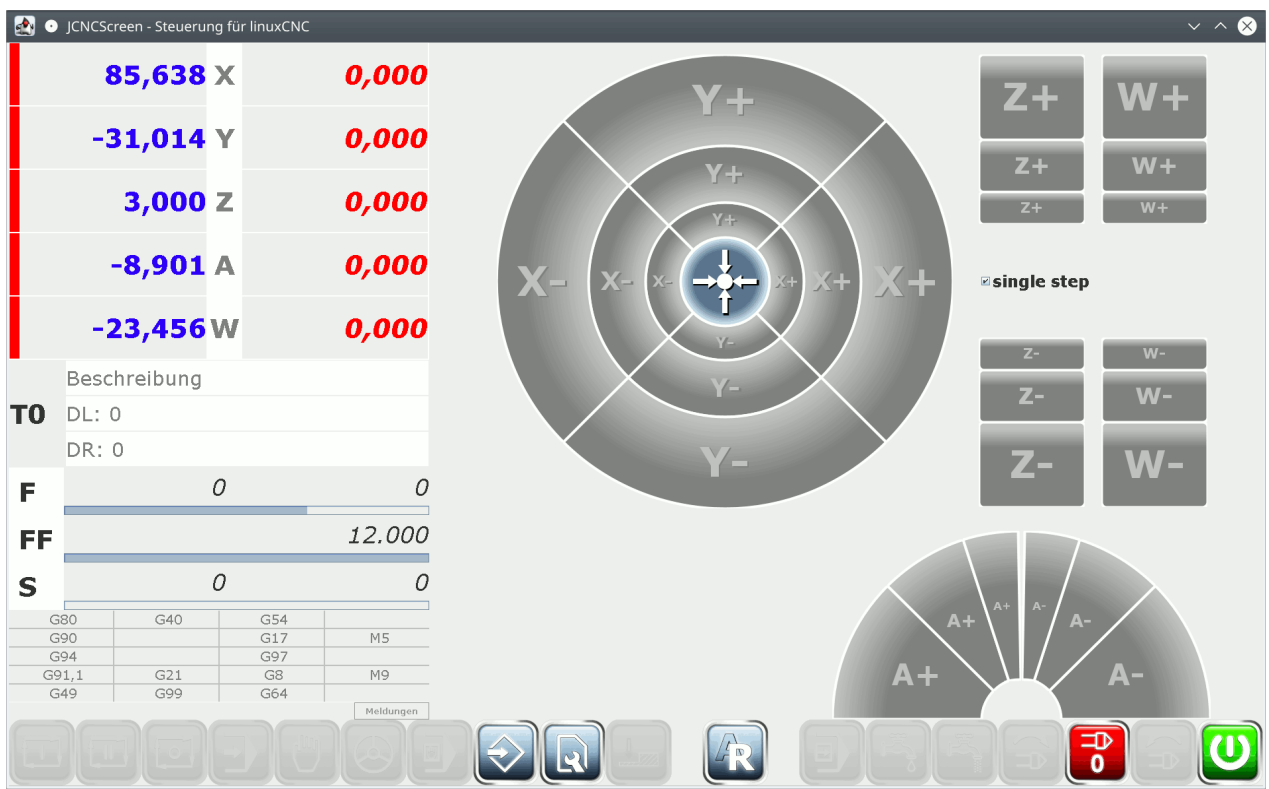 JCNCScreen - Steuerung für linuxCNC
85,638 X 0,000
-31,014 Y 0,000
3,000 Z 0,000
-8,901 A 0,000
-23,456 W 0,000
T0
Beschreibung
DL: 0
DR: 0
F 0 0
FF 12.000
S 0 0
G80 G40 G54
G90 G17 M5
G94 G97
G91,1 G21 G8 M9
G49 G99 G64
Meldungen
Y+
Y+
Y+
X- X- X- X+ X+ X+
Y-
Y-
Y-
Z+ W+
Z+ W+
Z+ W+
single step
Z- W-
Z- W-
Z- W-
A+ A+ A+ A- A- A-
AR
0